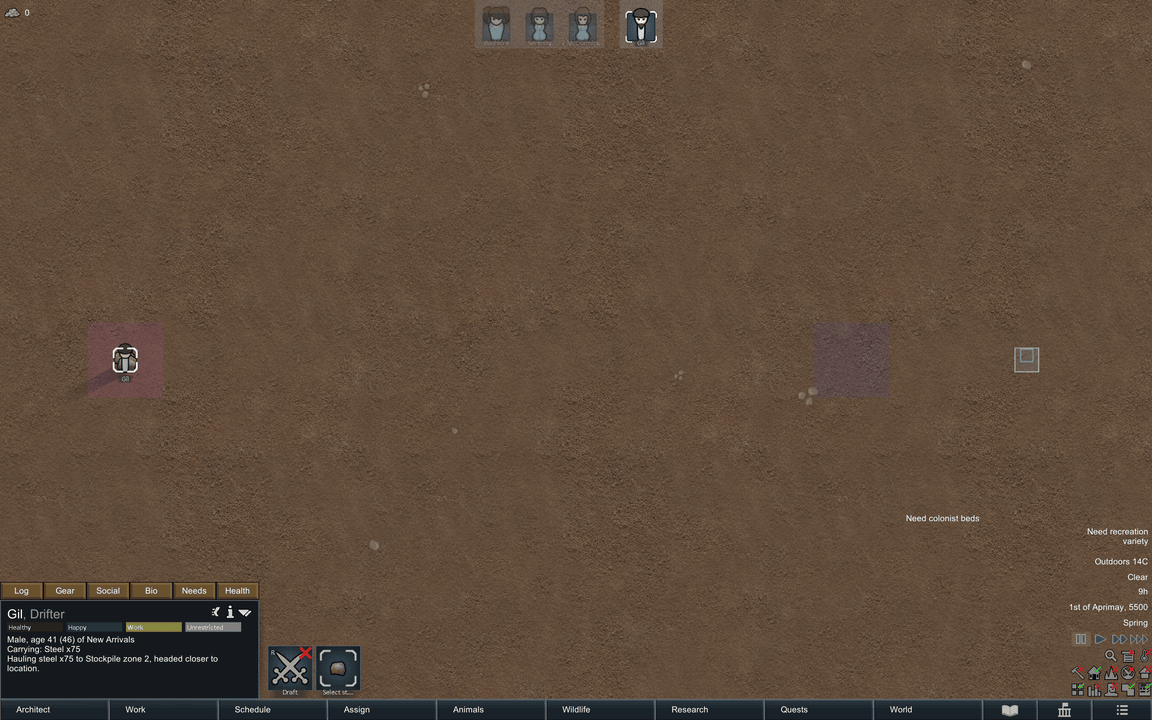 0
Gil
Gil
Need colonist beds
Need recreation
variety
Outdoors 14C
Clear
9h
1st of Aprimay, 5500
Spring
Log
Gear
Social
Bio
Needs
Health
Gil, Drifter
Healthy
Happy
Work
Unrestricted
Male, age 41 (46) of New Arrivals
Carrying: Steel x75
Hauling steel x75 to Stockpile zone 2, headed closer to
location.
R
Draft
Select st...
Architect
Work
Schedule
Assign
Animals
Wildlife
Research
Quests
World